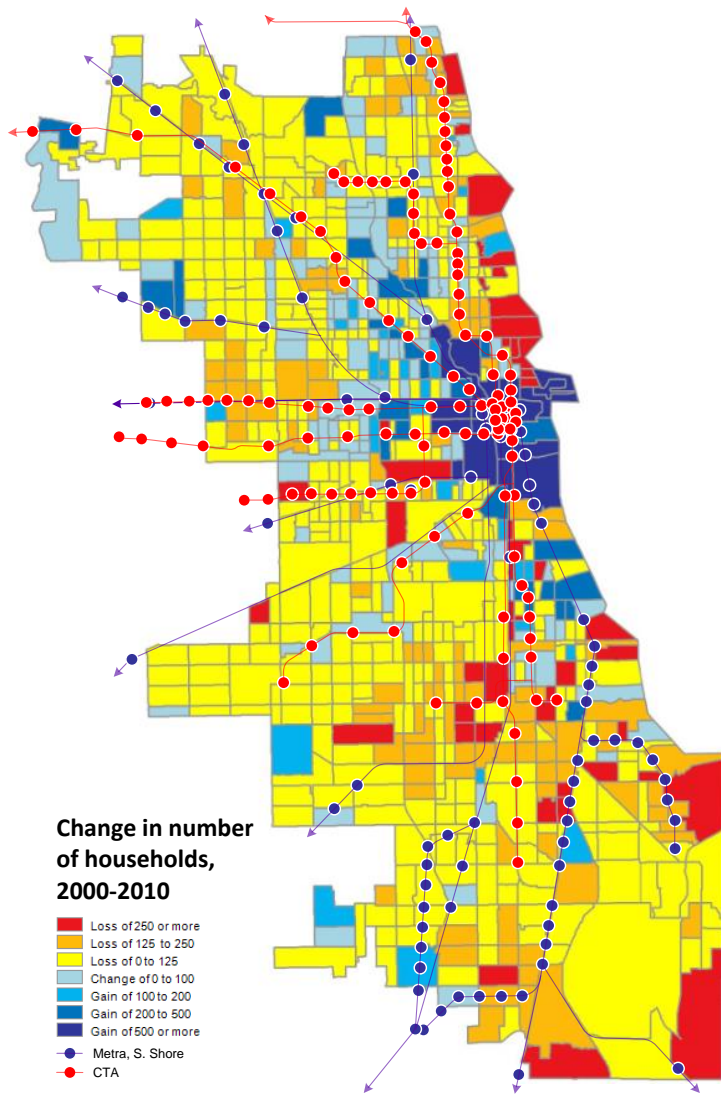 Change in number
of households,
2000-2010
Loss of 250 or more
Loss of 125 to 250
Loss of 0 to 125
Change of 0 to 100
Gain of 100 to 200
Gain of 200 to 500
Gain of 500 or more
Metra, S. Shore
CTA